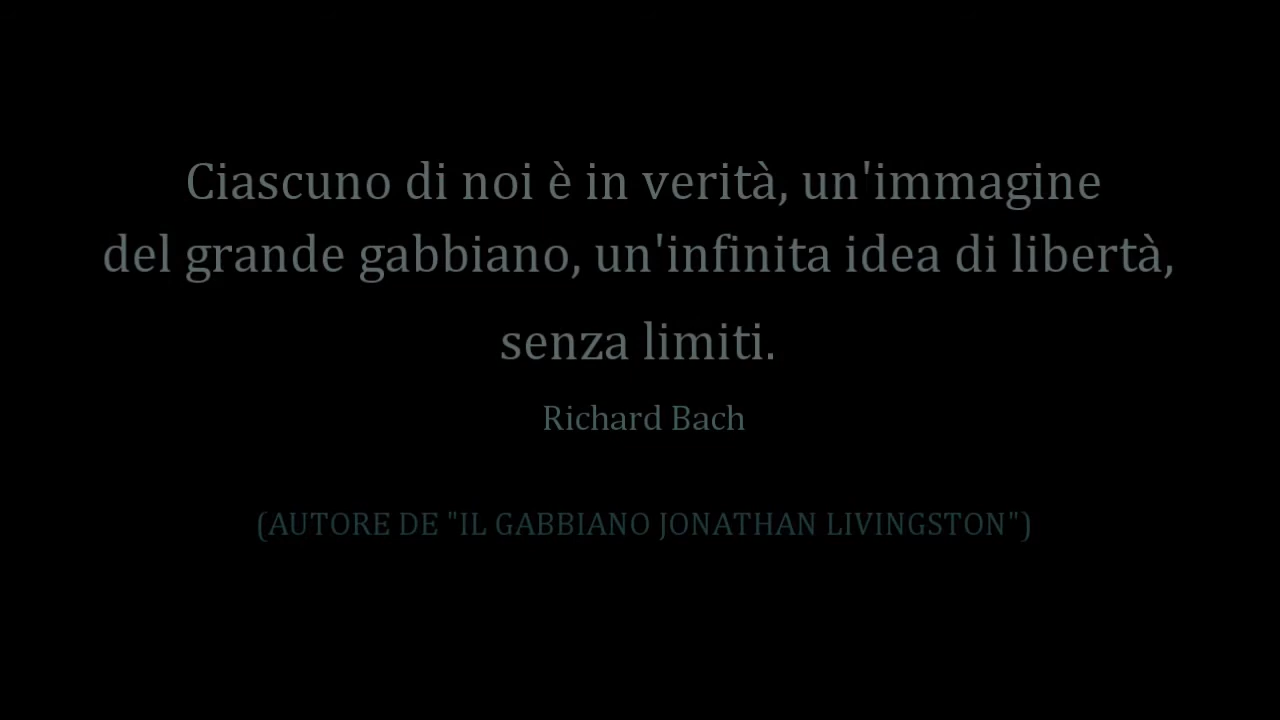 Ciascuno di noi è in verità, un'immagine
del grande gabbiano, un'infinita idea di libertà,
senza limiti.
Richard Bach
(AUTORE DE "IL GABBIANO JONATHAN LIVINGSTON")